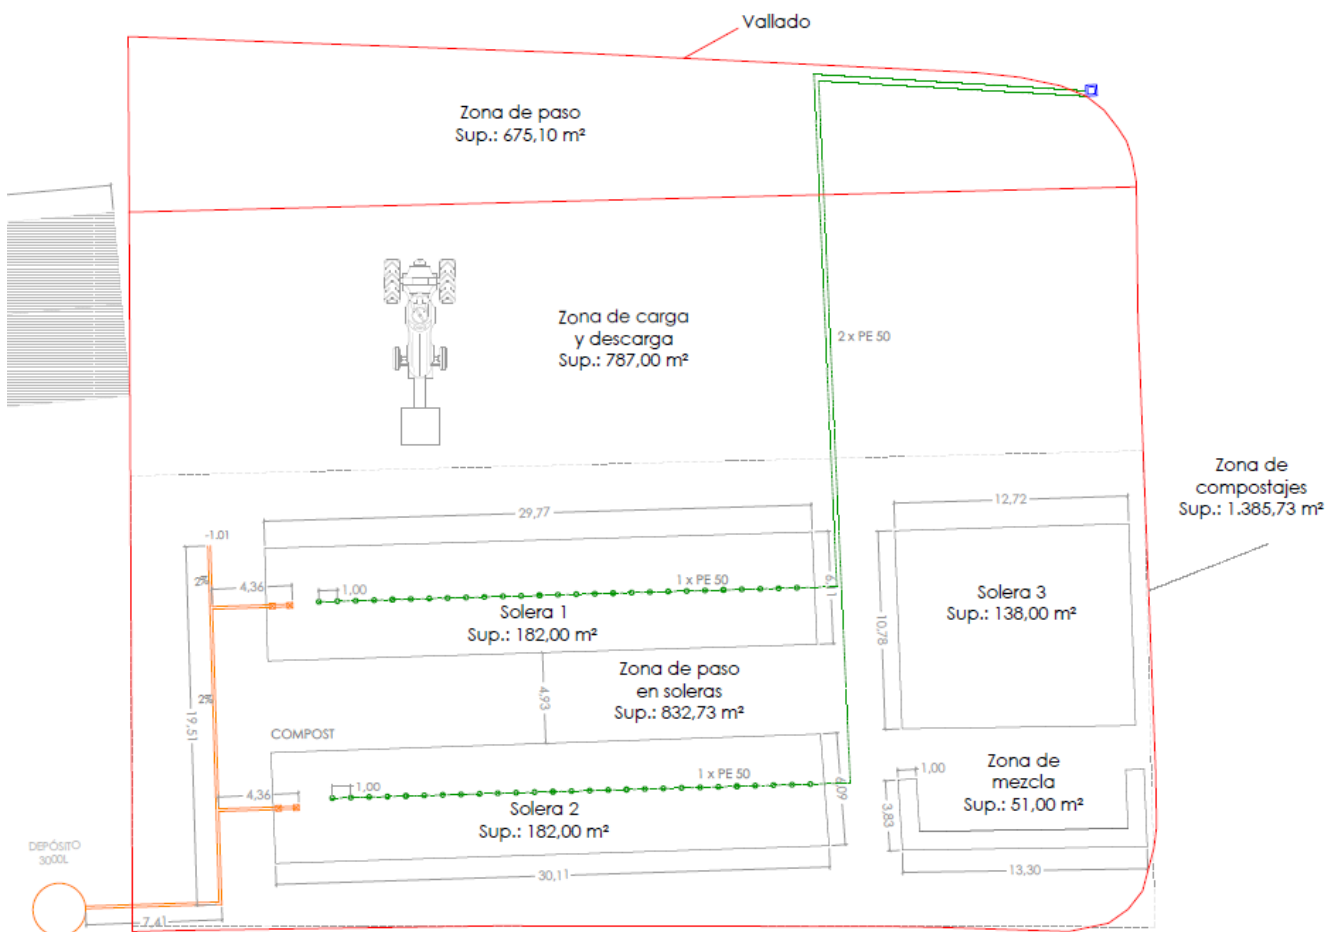 Vallado
Zona de paso
Sup.: 675,10 m²
Zona de carga
y descarga
Sup.: 787,00 m²
2 x PE 50
Zona de
compostajes
Sup.: 1.385,73 m²
29,77
12,72
-1.01
2%
4,36
1,00
1 x PE 50
6,11
Solera 1
Sup.: 182,00 m²
Solera 3
Sup.: 138,00 m²
10,78
Zona de paso
en soleras
Sup.: 832,73 m²
4,93
2%
19,51
COMPOST
4,36
1,00
1 x PE 50
6,09
Solera 2
Sup.: 182,00 m²
Zona de
mezcla
Sup.: 51,00 m²
1,00
3,83
13,30
30,11
DEPÓSITO
3000L
7,41